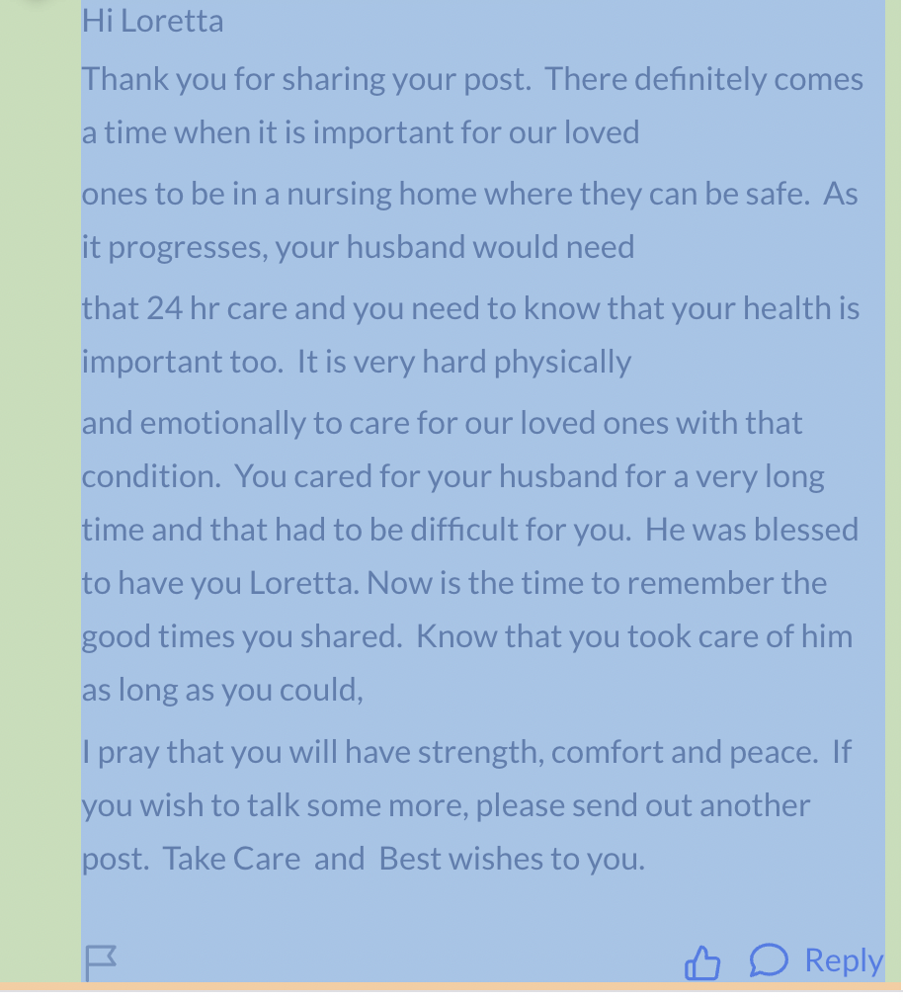 Hi Loretta
Thank you for sharing your post.  There definitely comes
a time when it is important for our loved
ones to be in a nursing home where they can be safe.  As
it progresses, your husband would need
that 24 hr care and you need to know that your health is
important too.  It is very hard physically
and emotionally to care for our loved ones with that
condition.  You cared for your husband for a very long
time and that had to be difficult for you.  He was blessed
to have you Loretta. Now is the time to remember the
good times you shared.  Know that you took care of him
as long as you could,
I pray that you will have strength, comfort and peace.  If
you wish to talk some more, please send out another
post.  Take Care  and  Best wishes to you.
Reply